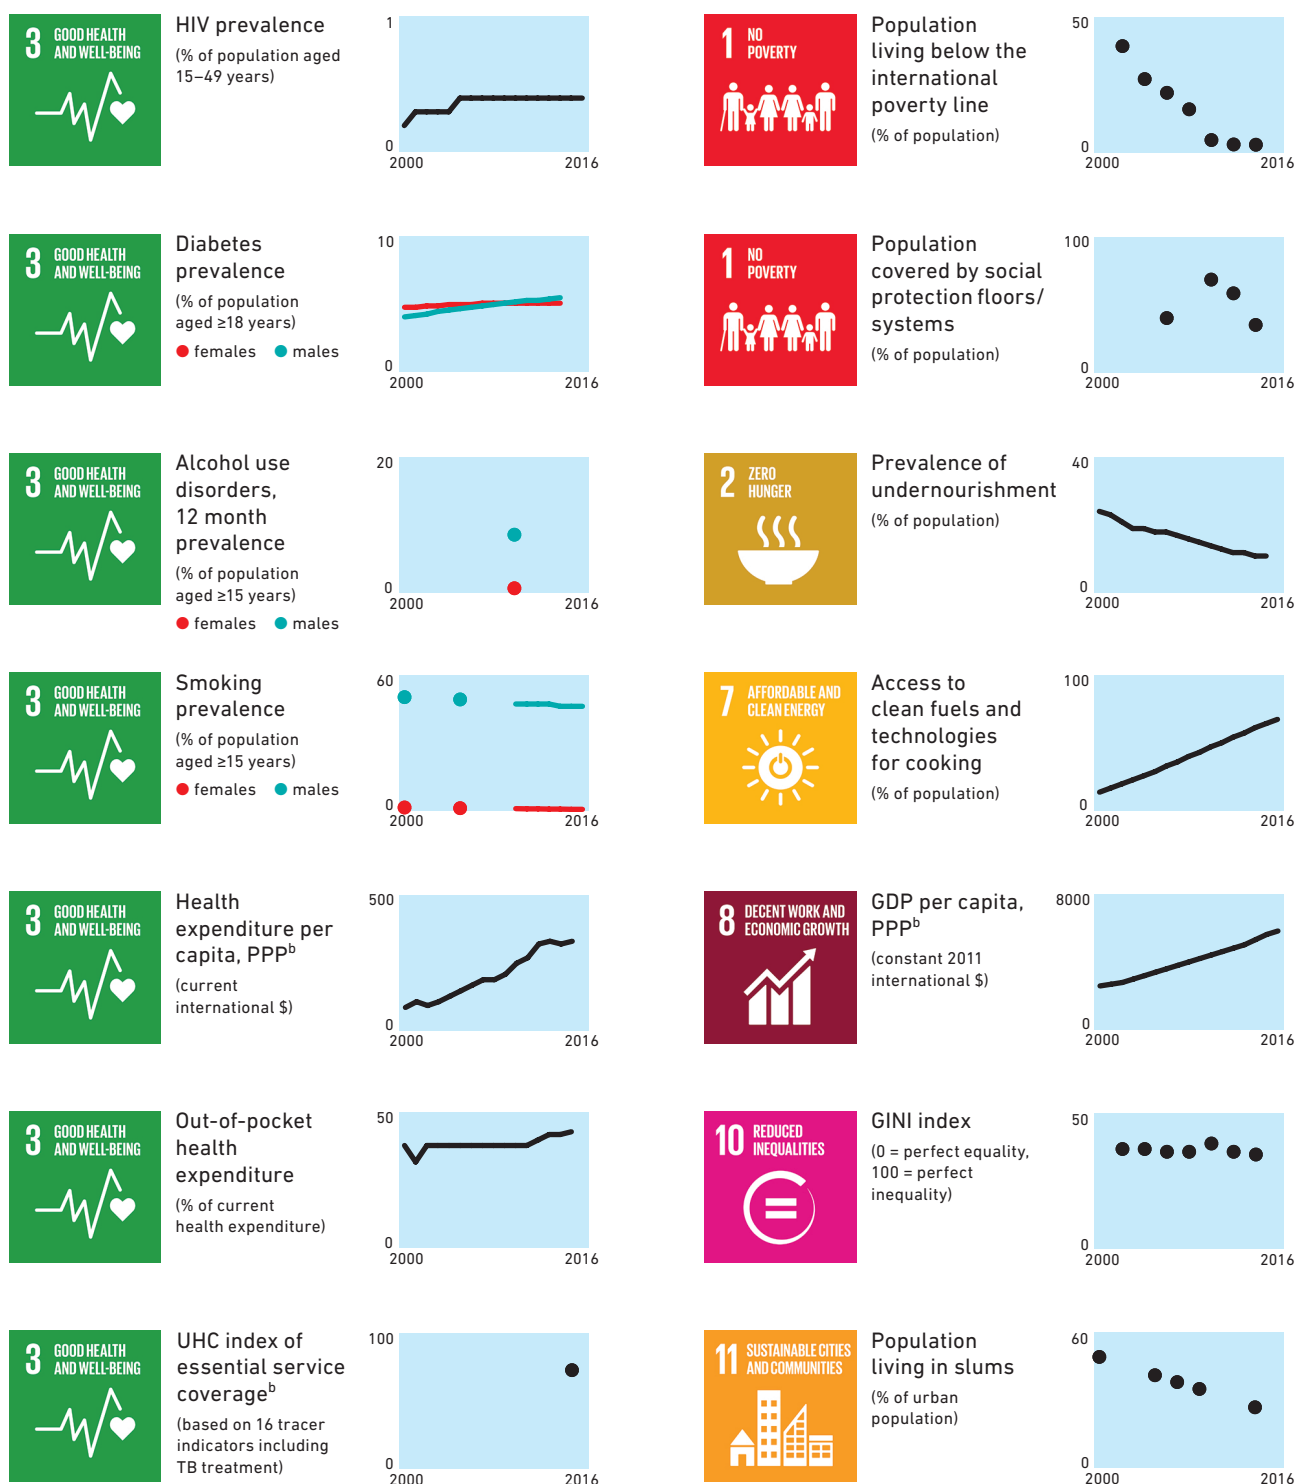 3 GOOD HEALTH
AND WELL-BEING
HIV prevalence
(% of population aged
15–49 years)
1
0
2000 2016
3 GOOD HEALTH
AND WELL-BEING
Diabetes
prevalence
(% of population
aged ≥18 years)
females males
10
0
2000 2016
3 GOOD HEALTH
AND WELL-BEING
Alcohol use
disorders,
12 month
prevalence
(% of population
aged ≥15 years)
females males
20
0
2000 2016
3 GOOD HEALTH
AND WELL-BEING
Smoking
prevalence
(% of population
aged ≥15 years)
females males
60
0
2000 2016
3 GOOD HEALTH
AND WELL-BEING
Health
expenditure per
capita, PPPᵇ
(current
international $)
500
0
2000 2016
3 GOOD HEALTH
AND WELL-BEING
Out-of-pocket
health
expenditure
(% of current
health expenditure)
50
0
2000 2016
3 GOOD HEALTH
AND WELL-BEING
UHC index of
essential service
coverageᵇ
(based on 16 tracer
indicators including
TB treatment)
100
0
2000 2016
1 NO
POVERTY
Population
living below the
international
poverty line
(% of population)
50
0
2000 2016
1 NO
POVERTY
Population
covered by social
protection floors/
systems
(% of population)
100
0
2000 2016
2 ZERO
HUNGER
Prevalence of
undernourishment
(% of population)
40
0
2000 2016
7 AFFORDABLE AND
CLEAN ENERGY
Access to
clean fuels and
technologies
for cooking
(% of population)
100
0
2000 2016
8 DECENT WORK AND
ECONOMIC GROWTH
GDP per capita,
PPPᵇ
(constant 2011
international $)
8000
0
2000 2016
10 REDUCED
INEQUALITIES
GINI index
(0 = perfect equality,
100 = perfect
inequality)
50
0
2000 2016
11 SUSTAINABLE CITIES
AND COMMUNITIES
Population
living in slums
(% of urban
population)
60
0
2000 2016